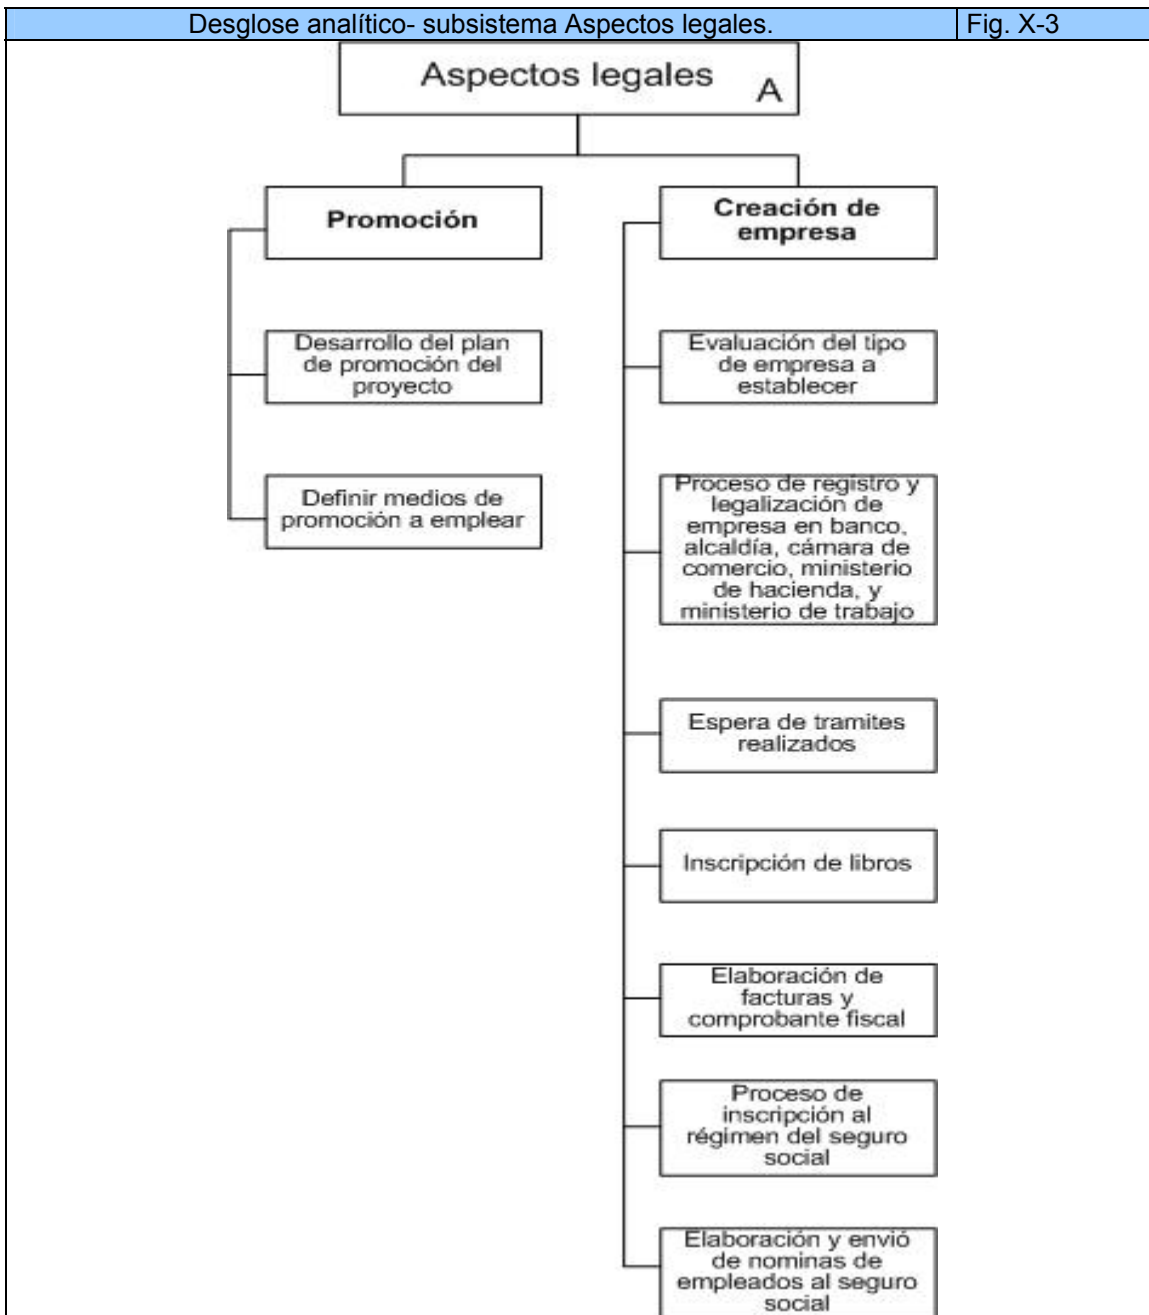 Desglose analítico- subsistema Aspectos legales.
Fig. X-3
Aspectos legales
A
Promoción
Desarrollo del plan
de promoción del
proyecto
Definir medios de
promoción a emplear
Creación de
empresa
Evaluación del tipo
de empresa a
establecer
Proceso de registro y
legalización de
empresa en banco,
alcaldía, cámara de
comercio, ministerio
de hacienda, y
ministerio de trabajo
Espera de tramites
realizados
Inscripción de libros
Elaboración de
facturas y
comprobante fiscal
Proceso de
inscripción al
régimen del seguro
social
Elaboración y envió
de nominas de
empleados al seguro
social